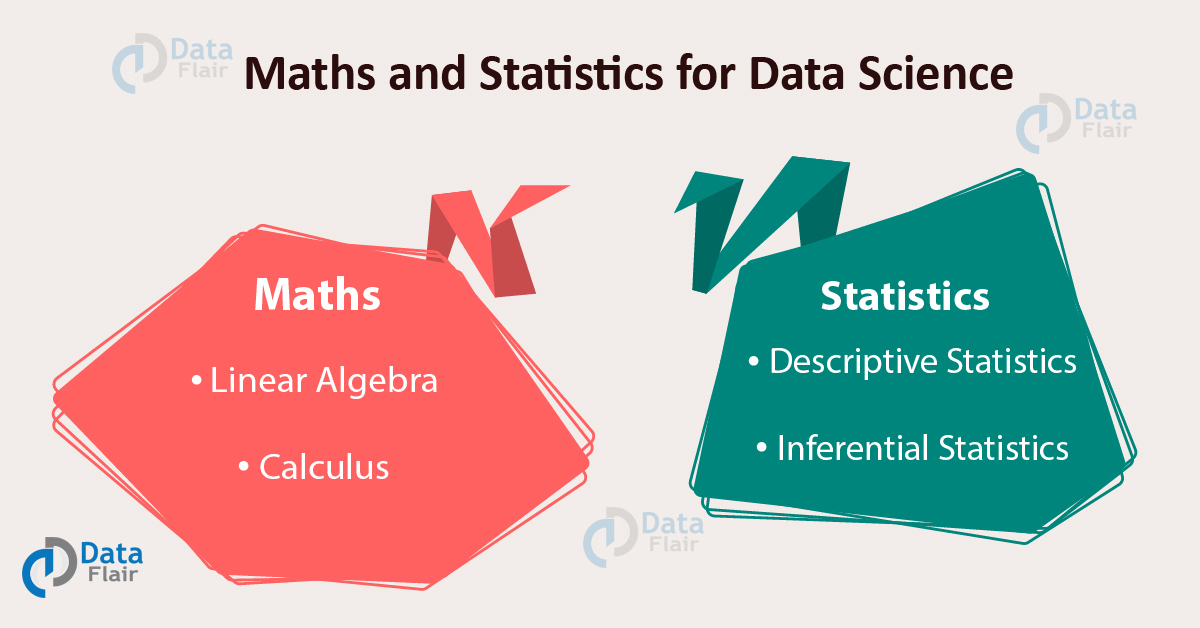 Data
Flair
Maths and Statistics for Data Science
Data
Flair
Maths
• Linear Algebra
• Calculus
Statistics
• Descriptive Statistics
• Inferential Statistics
Data
Flair
Data
Flair